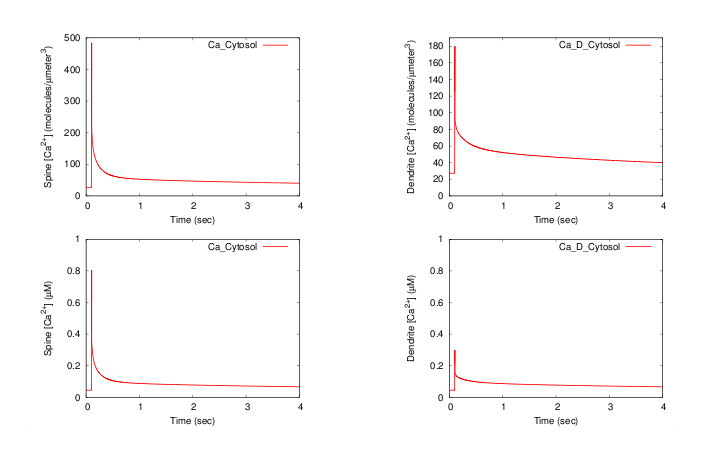 500
400
300
200
100
0
0 1 2 3 4
Spine [Ca2+] (molecules/µmeter3)
Time (sec)
Ca_Cytosol
180
160
140
120
100
80
60
40
20
0
0 1 2 3 4
Dendrite [Ca2+] (molecules/µmeter3)
Time (sec)
Ca_D_Cytosol
1
0.8
0.6
0.4
0.2
0
0 1 2 3 4
Spine [Ca2+] (µM)
Time (sec)
Ca_Cytosol
1
0.8
0.6
0.4
0.2
0
0 1 2 3 4
Dendrite [Ca2+] (µM)
Time (sec)
Ca_D_Cytosol